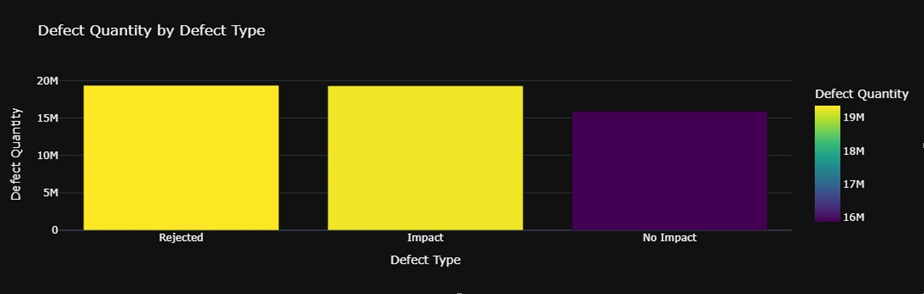 Defect Quantity by Defect Type
Defect Quantity
20M
15M
10M
5M
0
Rejected Impact No Impact
Defect Type
Defect Quantity
19M
18M
17M
16M